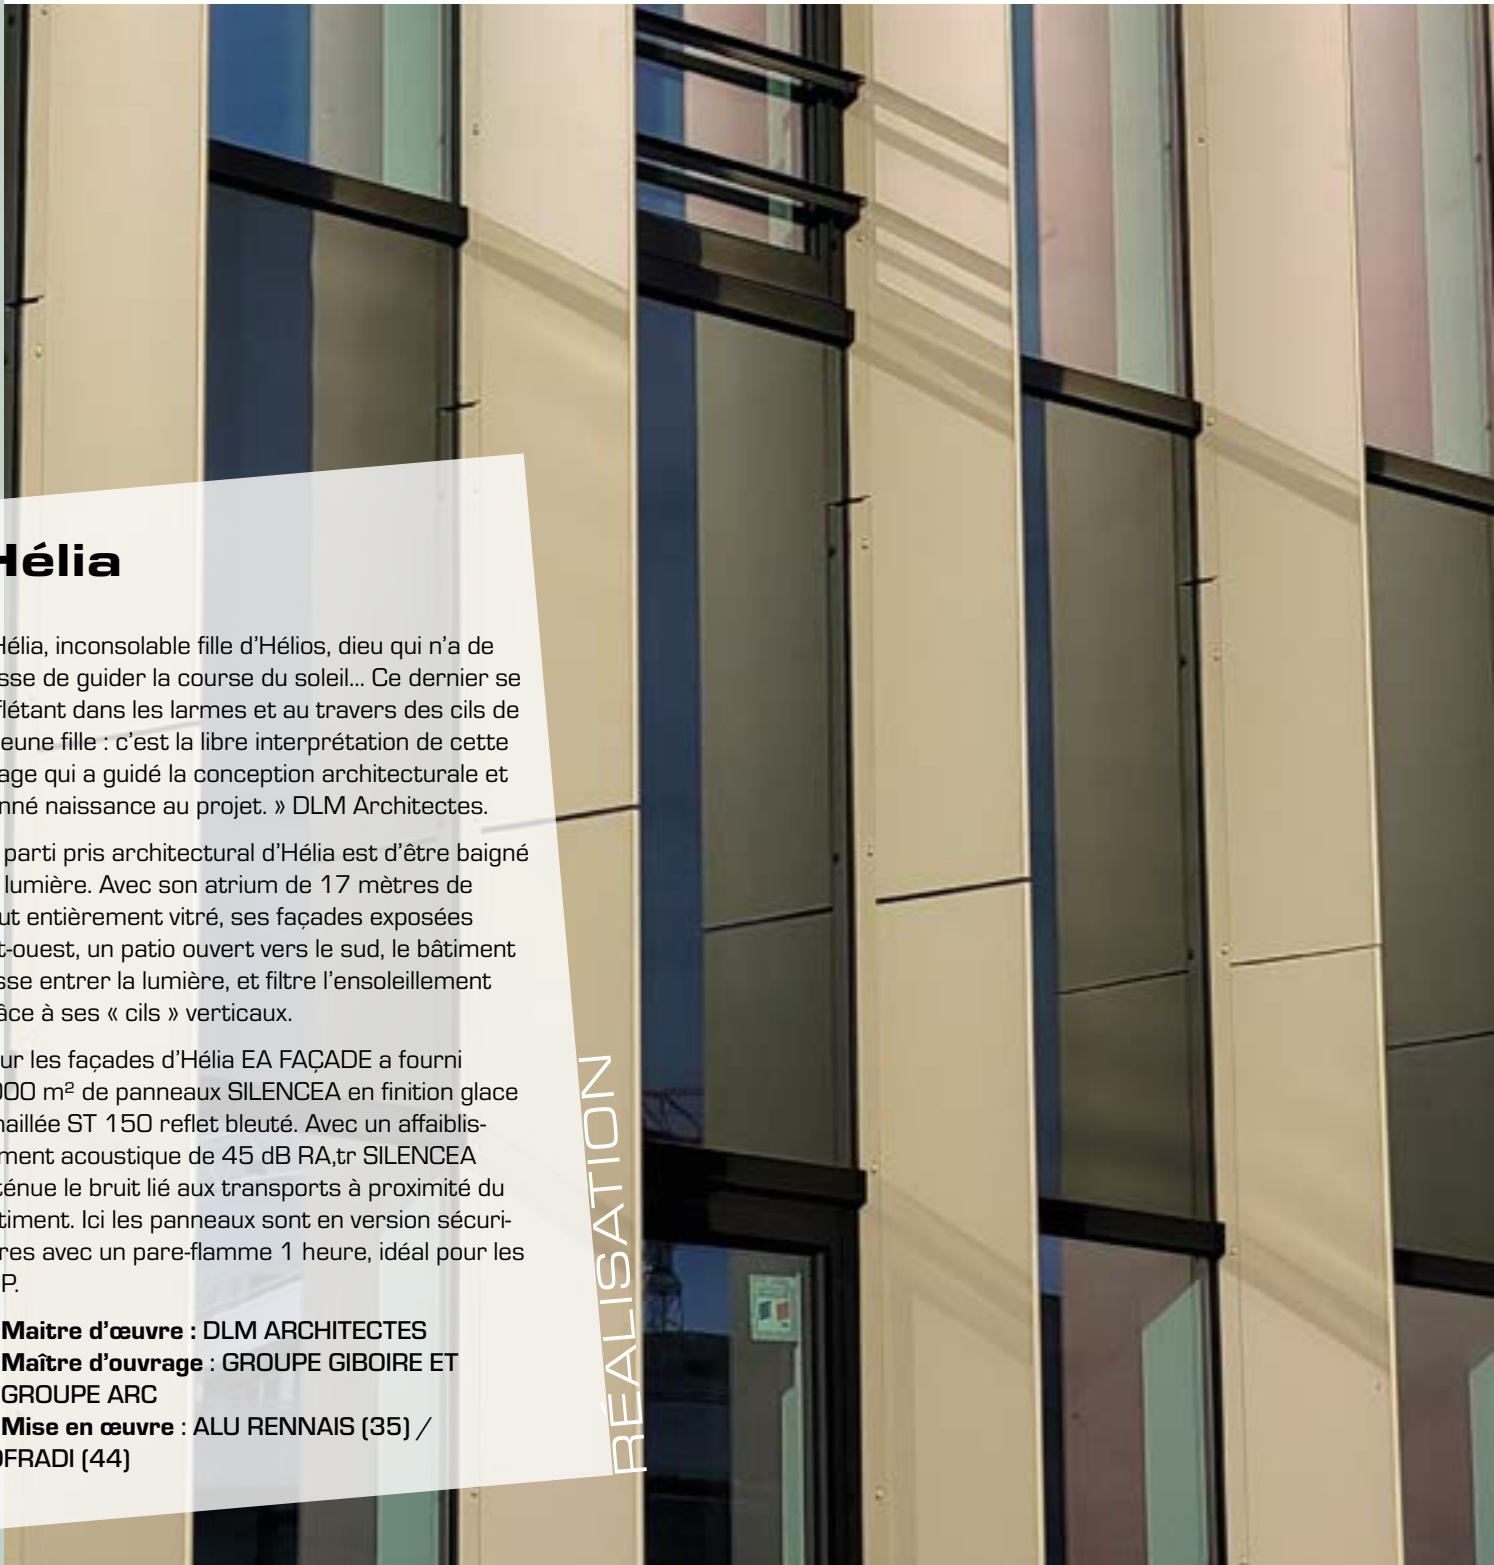 Hélia
Hélia, inconsolable fille d'Hélios, dieu qui n'a de
sse de guider la course du soleil... Ce dernier se
flétant dans les larmes et au travers des cils de
eune fille : c'est la libre interprétation de cette
age qui a guidé la conception architecturale et
nné naissance au projet. » DLM Architectes.
parti pris architectural d'Hélia est d'être baigné
lumière. Avec son atrium de 17 mètres de
ut entièrement vitré, ses façades exposées
t-ouest, un patio ouvert vers le sud, le bâtiment
sse entrer la lumière, et filtre l'ensoleillement
âce à ses « cils » verticaux.
ur les façades d'Hélia EA FAÇADE a fourni
000 m² de panneaux SILENCEA en finition glace
naillée ST 150 reflet bleuté. Avec un affaiblis-
ment acoustique de 45 dB RA,tr SILENCEA
ténue le bruit lié aux transports à proximité du
timent. Ici les panneaux sont en version sécuri-
res avec un pare-flamme 1 heure, idéal pour les
P.
Maitre d'œuvre : DLM ARCHITECTES
Maître d'ouvrage : GROUPE GIBOIRE ET
GROUPE ARC
Mise en œuvre : ALU RENNAIS (35) /
OFRADI (44)
RÉALISATION